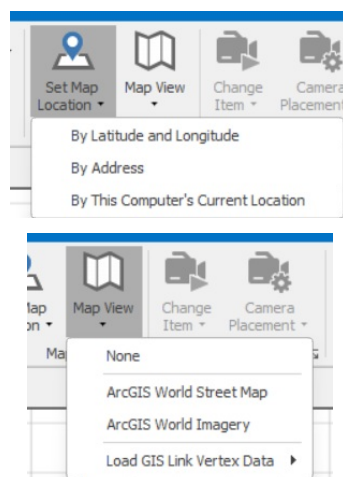 Set Map Map View Change Camera
Location Item Placement
By Latitude and Longitude
By Address
By This Computer's Current Location
Map View Change Camera
Item Placement
None
ArcGIS World Street Map
ArcGIS World Imagery
Load GIS Link Vertex Data